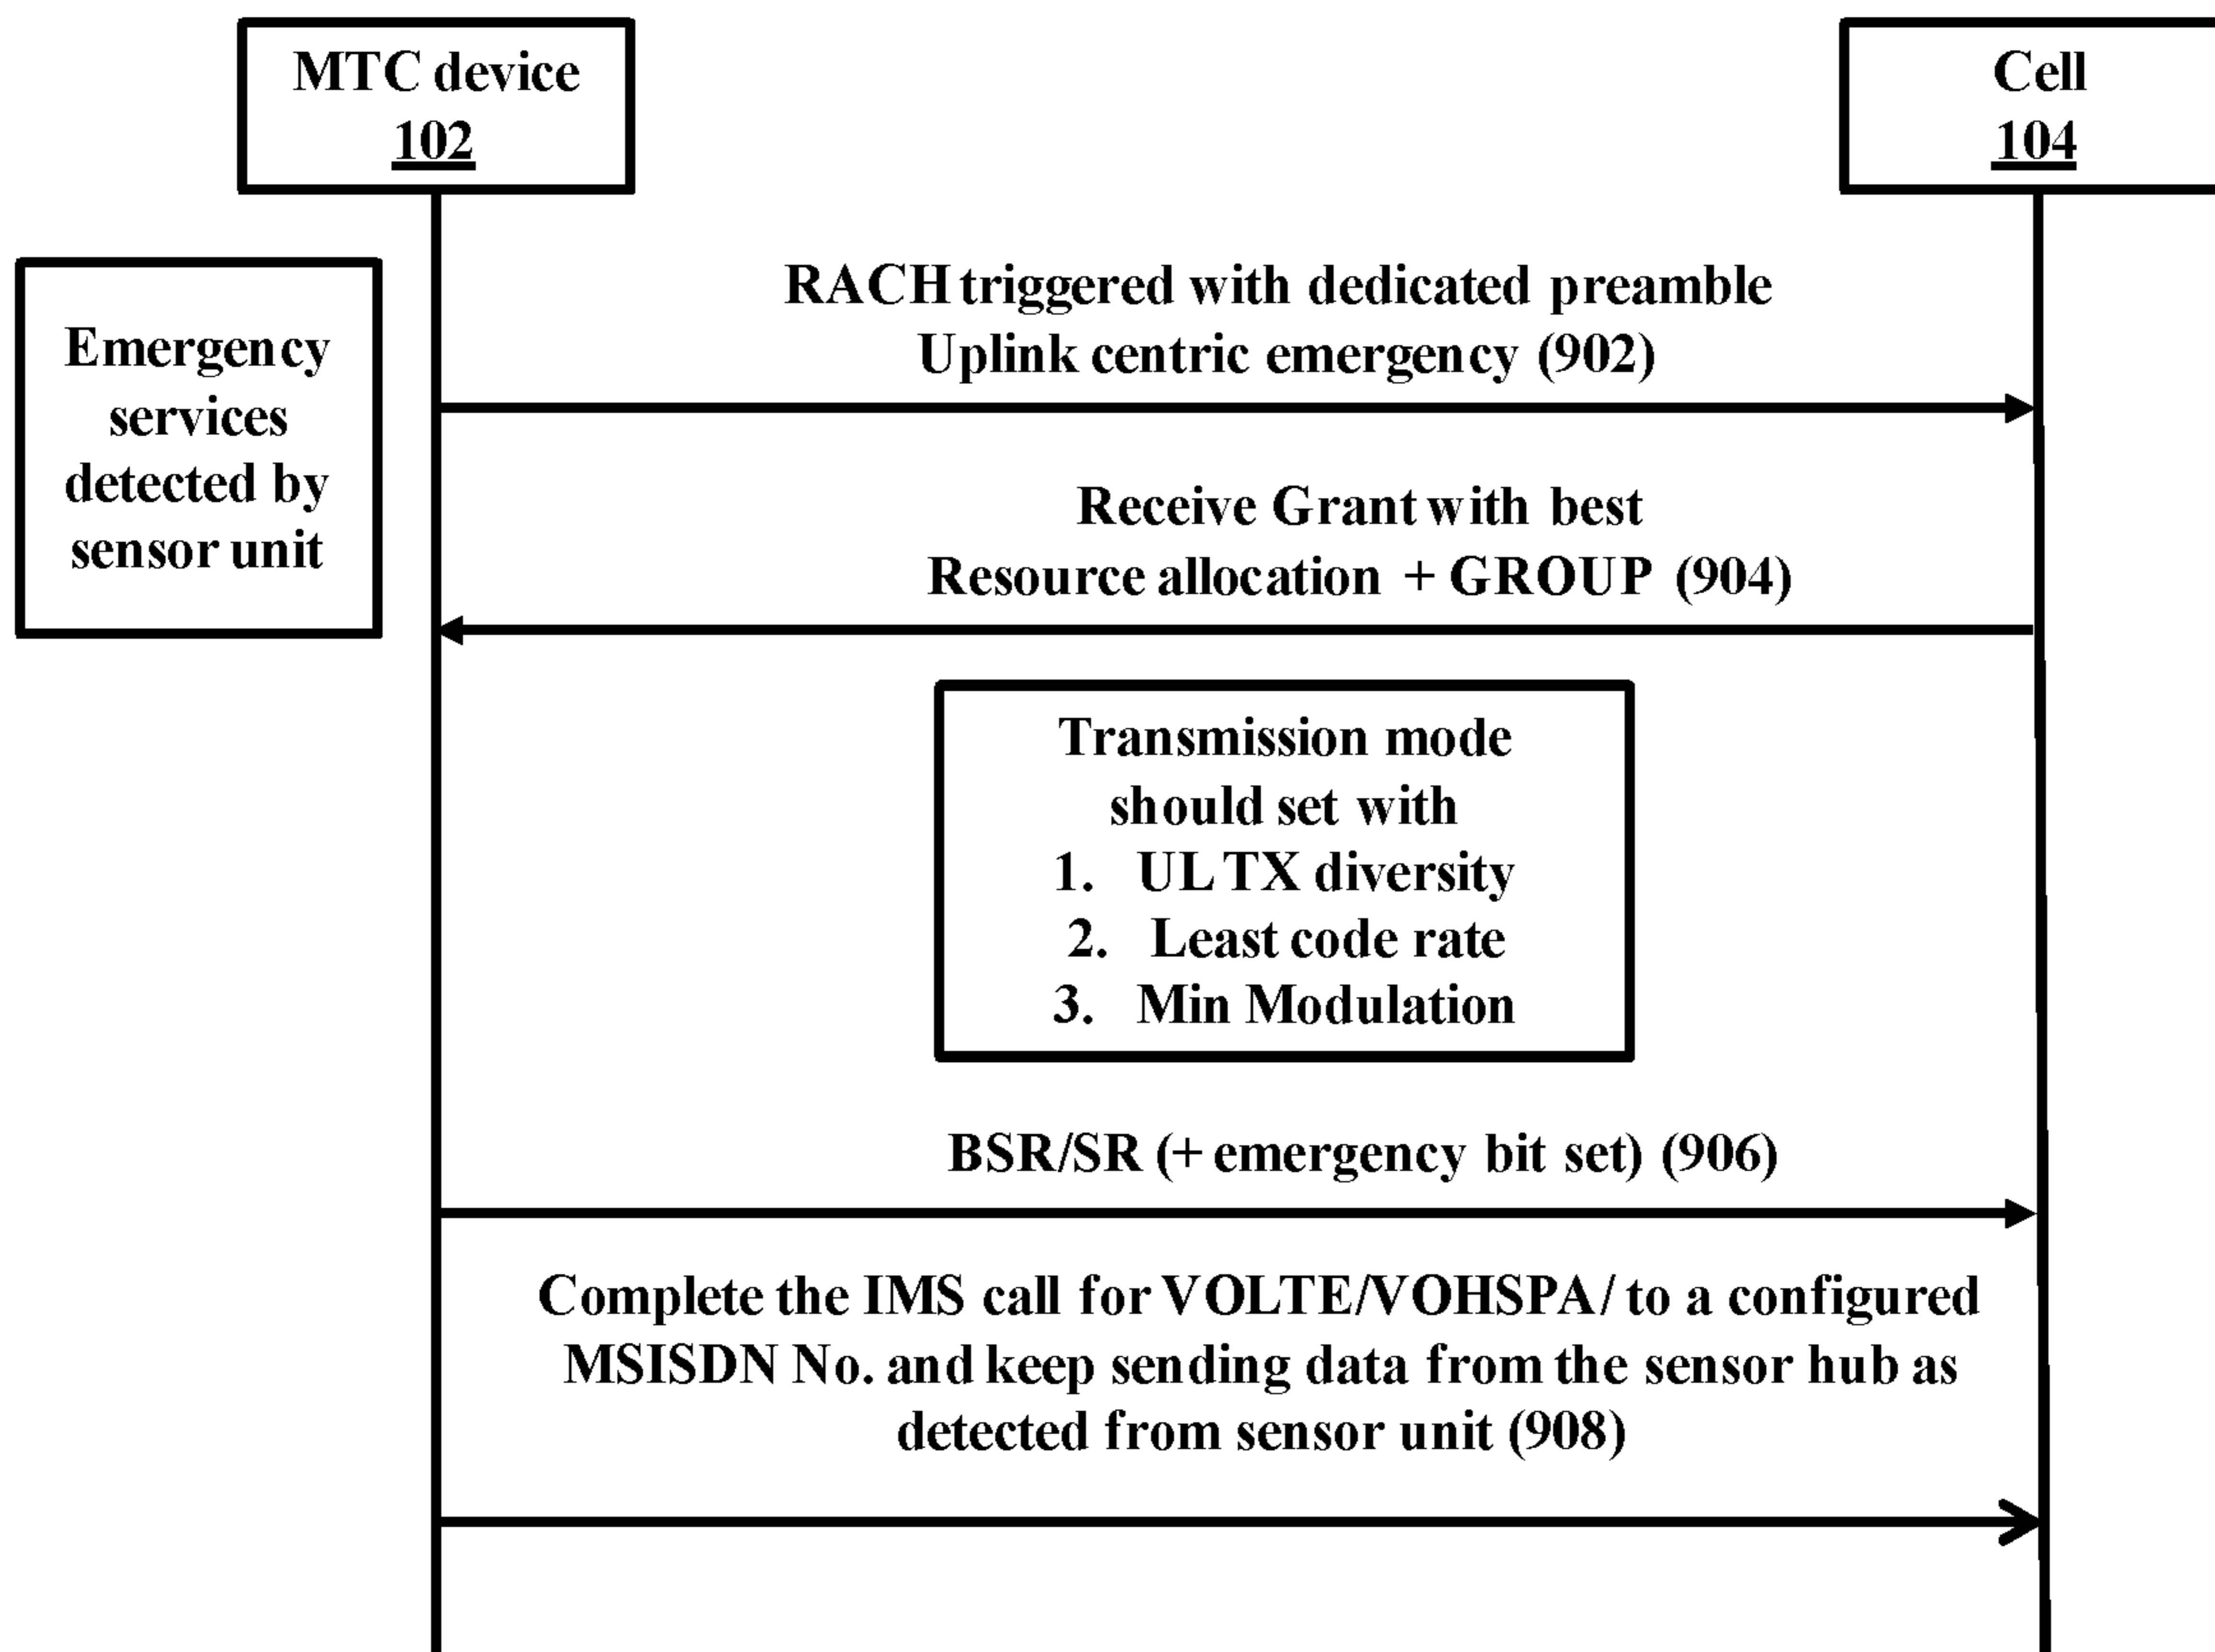 MTC device
102
Cell
104
Emergency
services
detected by
sensor unit
RACH triggered with dedicated preamble
Uplink centric emergency (902)
Receive Grant with best
Resource allocation + GROUP (904)
Transmission mode
should set with
1. UL TX diversity
2. Least code rate
3. Min Modulation
BSR/SR (+ emergency bit set) (906)
Complete the IMS call for VOLTE/VOHSPA/ to a configured
MSISDN No. and keep sending data from the sensor hub as
detected from sensor unit (908)